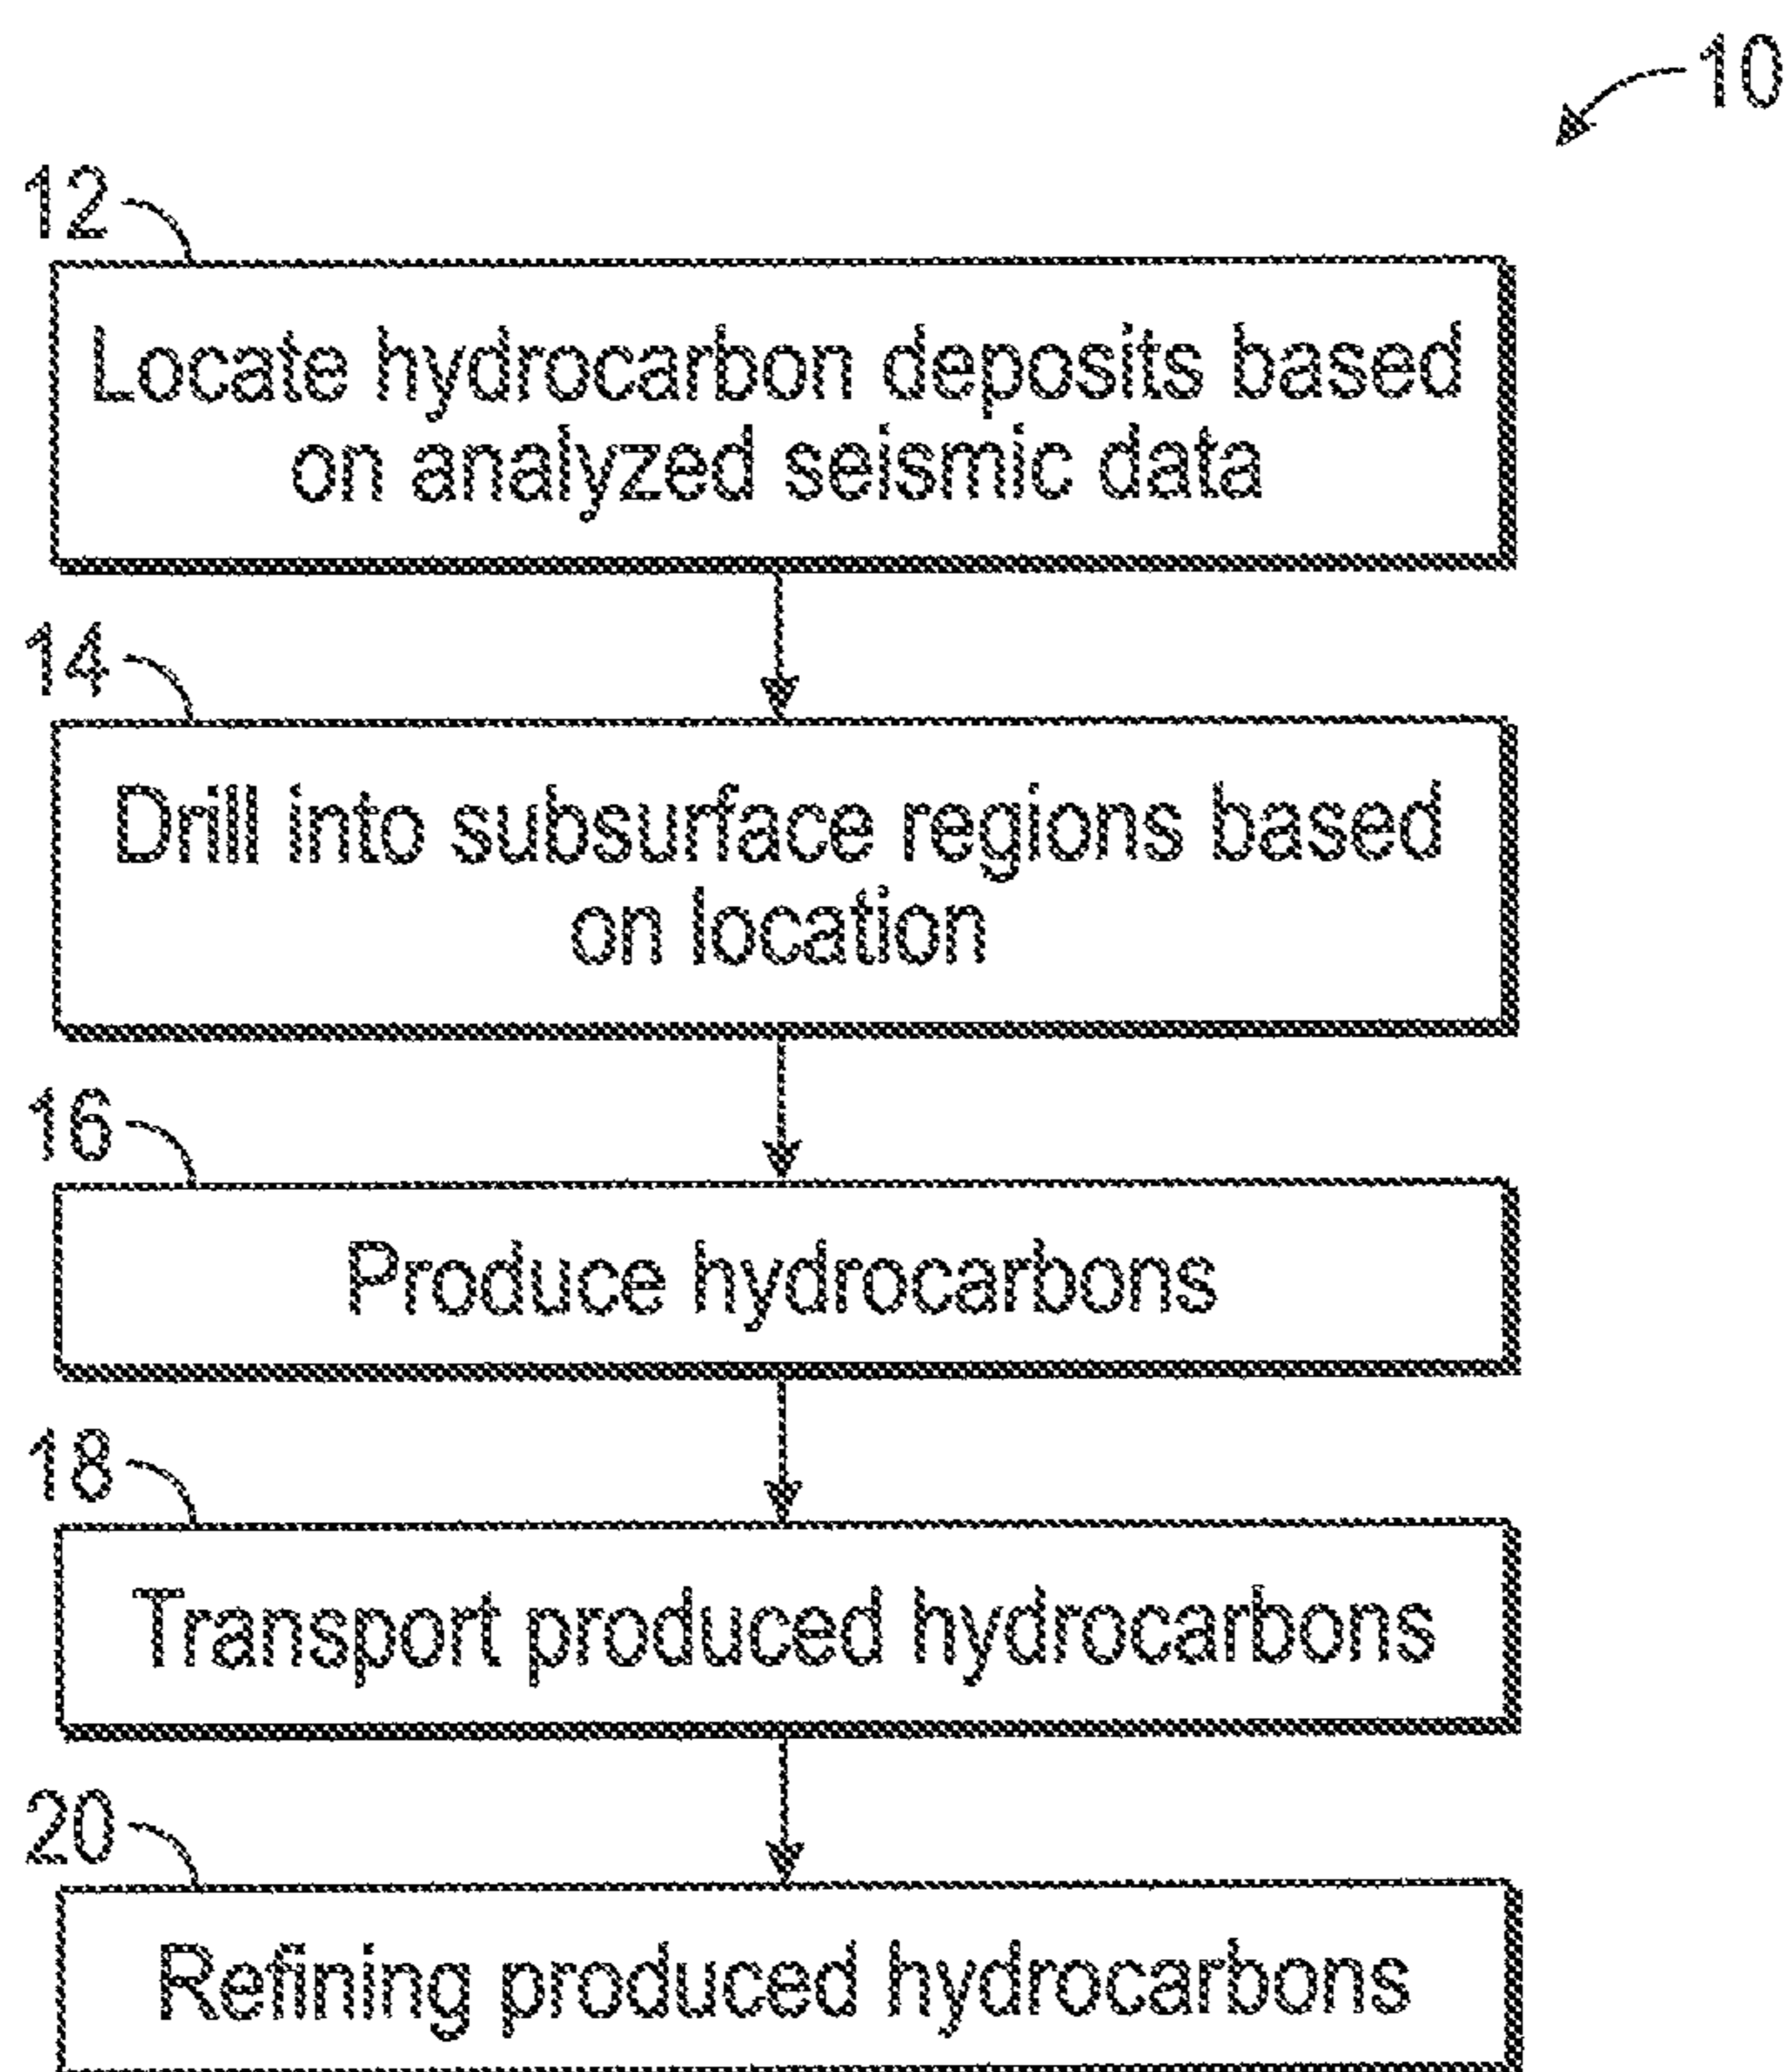 10
12
Locate hydrocarbon deposits based
on analyzed seismic data
14
Drill into subsurface regions based
on location
16
Produce hydrocarbons
18
Transport produced hydrocarbons
20
Refining produced hydrocarbons